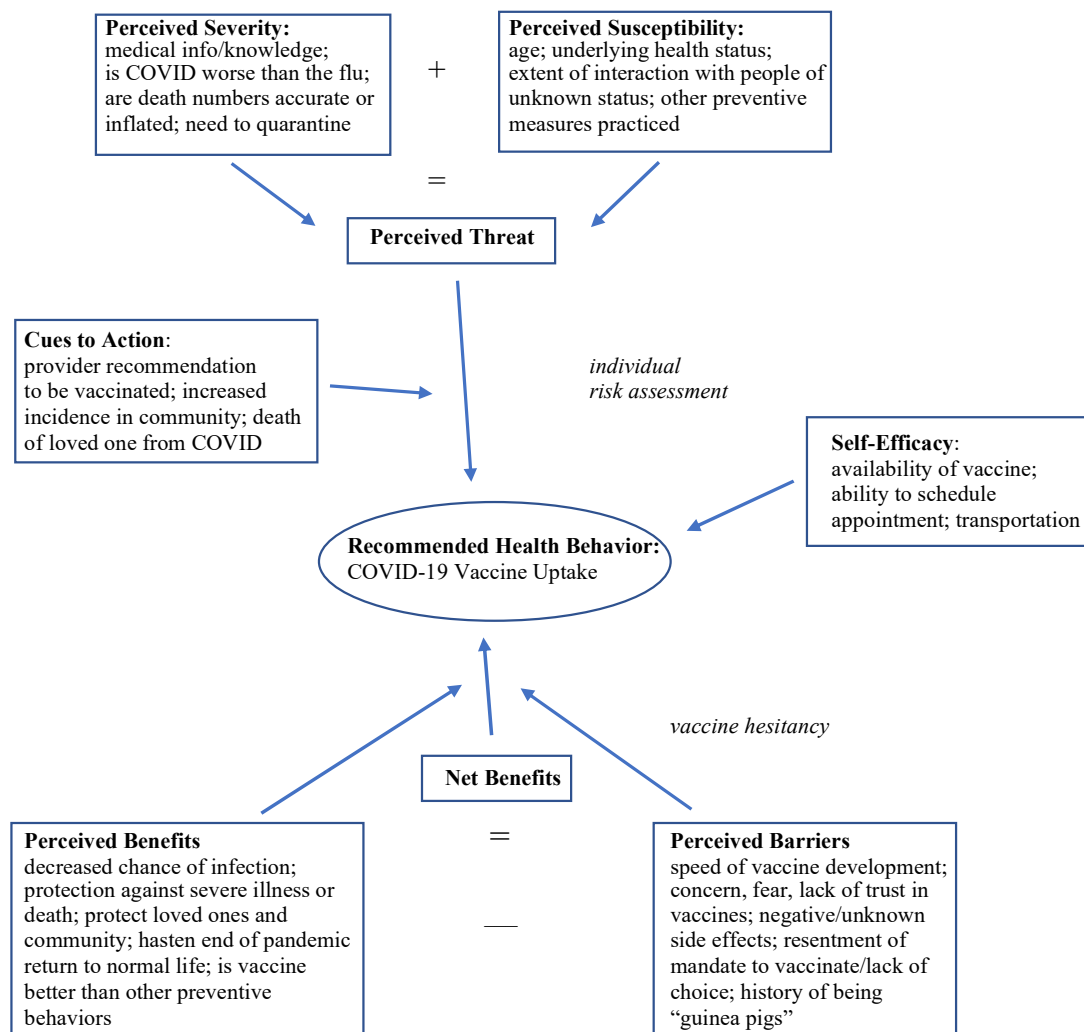 Perceived Severity:
medical info/knowledge;
is COVID worse than the flu;
are death numbers accurate or
inflated; need to quarantine
+
Perceived Susceptibility:
age; underlying health status;
extent of interaction with people of
unknown status; other preventive
measures practiced
=
Perceived Threat
Cues to Action:
provider recommendation
to be vaccinated; increased
incidence in community; death
of loved one from COVID
individual
risk assessment
Self-Efficacy:
availability of vaccine;
ability to schedule
appointment; transportation
Recommended Health Behavior:
COVID-19 Vaccine Uptake
vaccine hesitancy
Net Benefits
=
Perceived Benefits
decreased chance of infection;
protection against severe illness or
death; protect loved ones and
community; hasten end of pandemic
return to normal life; is vaccine
better than other preventive
behaviors
—
Perceived Barriers
speed of vaccine development;
concern, fear, lack of trust in
vaccines; negative/unknown
side effects; resentment of
mandate to vaccinate/lack of
choice; history of being
“guinea pigs”